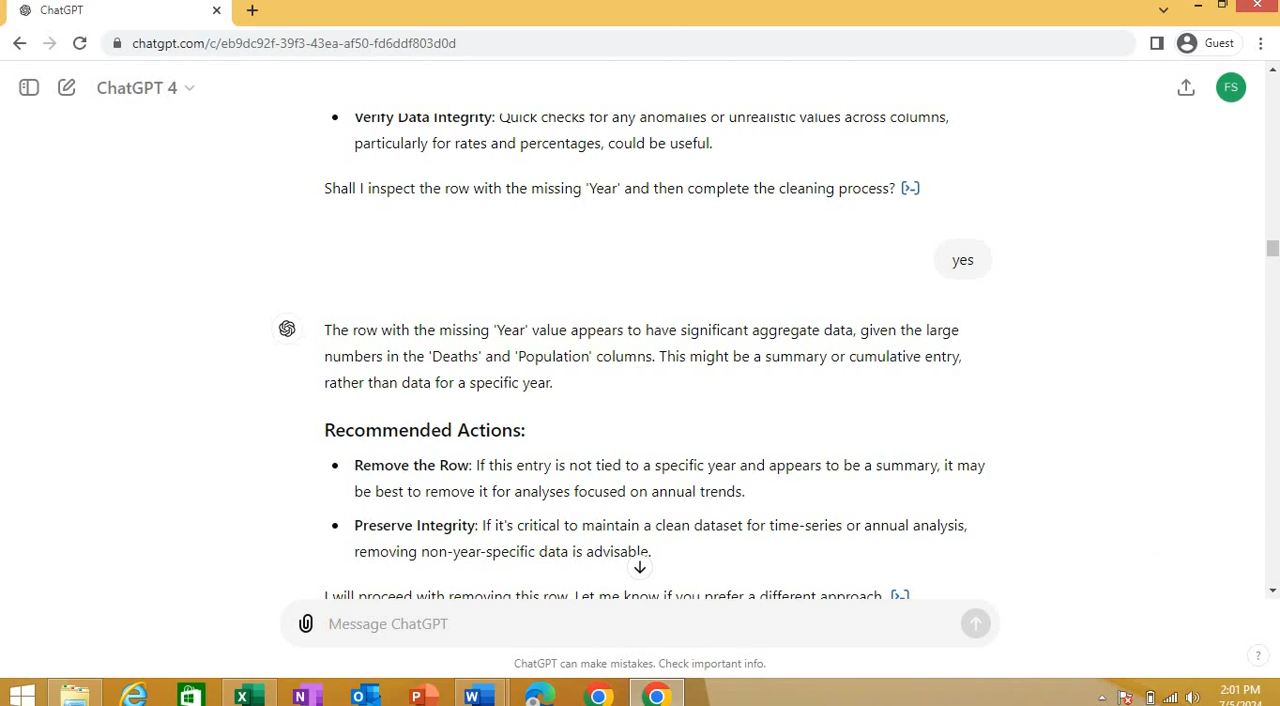 ChatGPT
chatgpt.com/c/eb9dc92f-39f3-43ea-af50-fd6ddf803d0d
Guest
ChatGPT 4
FS
Verify Data Integrity: Quick checks for any anomalies or unrealistic values across columns,
particularly for rates and percentages, could be useful.
Shall I inspect the row with the missing 'Year' and then complete the cleaning process? [>-]
yes
The row with the missing 'Year' value appears to have significant aggregate data, given the large
numbers in the 'Deaths' and 'Population' columns. This might be a summary or cumulative entry,
rather than data for a specific year.
Recommended Actions:
Remove the Row: If this entry is not tied to a specific year and appears to be a summary, it may
be best to remove it for analyses focused on annual trends.
Preserve Integrity: If it's critical to maintain a clean dataset for time-series or annual analysis,
removing non-year-specific data is advisable.
I will proceed with removing this row. Let me know if you prefer a different approach. [>-]
Message ChatGPT
ChatGPT can make mistakes. Check important info.
?
2:01 PM
7/5/2024